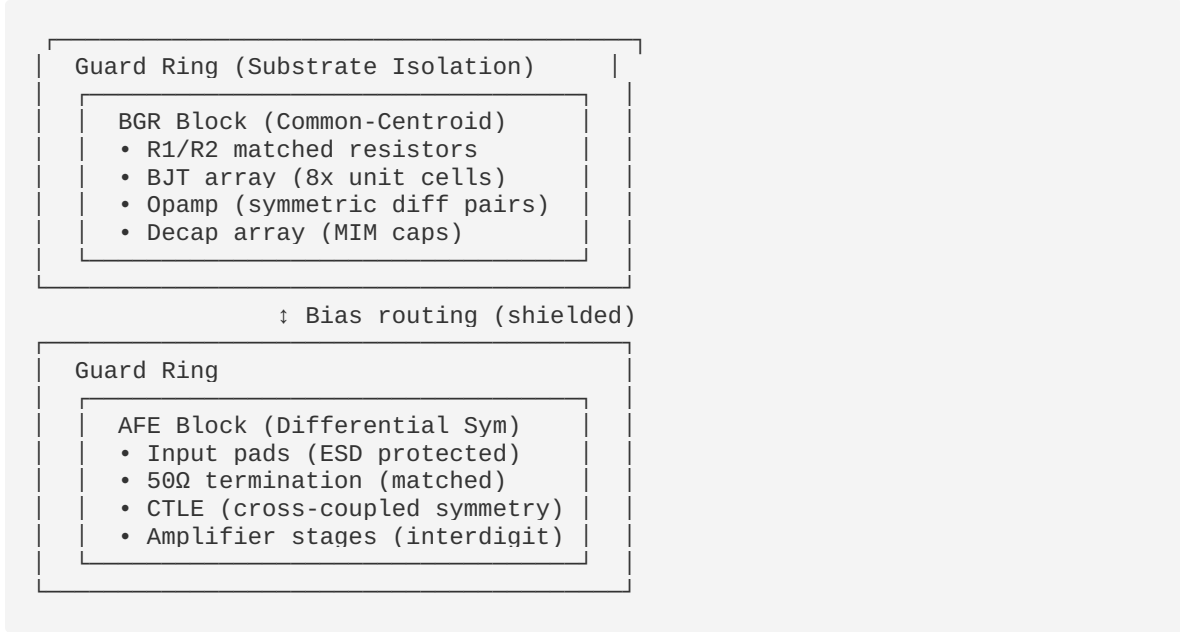 Guard Ring (Substrate Isolation)
BGR Block (Common-Centroid)
• R1/R2 matched resistors
• BJT array (8x unit cells)
• Opamp (symmetric diff pairs)
• Decap array (MIM caps)
↕ Bias routing (shielded)
Guard Ring
AFE Block (Differential Sym)
• Input pads (ESD protected)
• 50Ω termination (matched)
• CTLE (cross-coupled symmetry)
• Amplifier stages (interdigit)